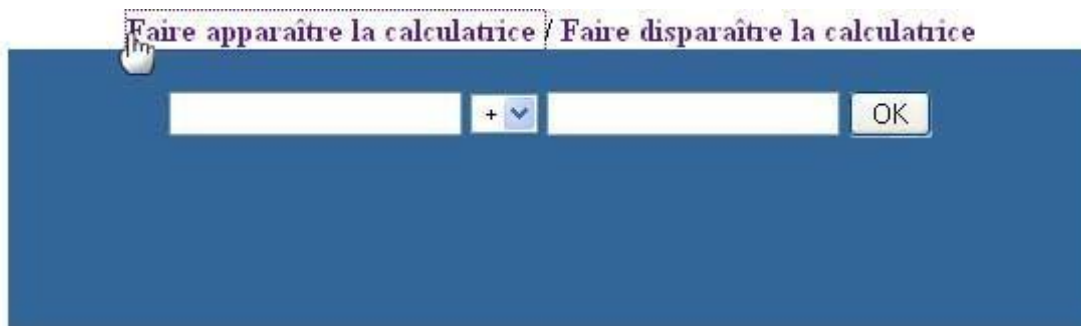 Faire apparaître la calculatrice / Faire disparaître la calculatrice
+ OK